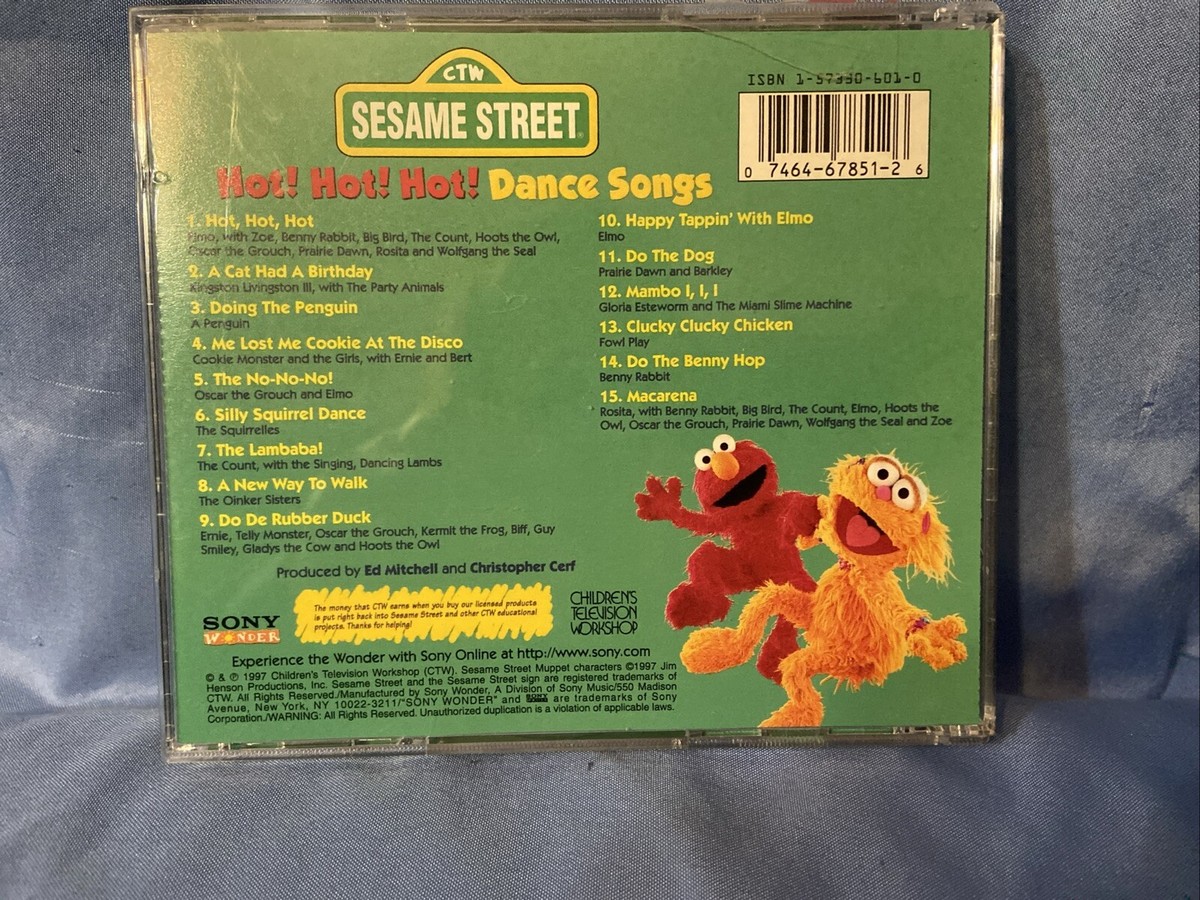 CTW
SESAME STREET
ISBN 1-57330-601-0
0 7464-67851-2 6
Hot! Hot! Hot! Dance Songs
1. Hot, Hot, Hot
Elmo, with Zoe, Benny Rabbit, Big Bird, The Count, Hoots the Owl,
Oscar the Grouch, Prairie Dawn, Rosita and Wolfgang the Seal
2. A Cat Had A Birthday
Kingston Livingston III, with The Party Animals
3. Doing The Penguin
A Penguin
4. Me Lost Me Cookie At The Disco
Cookie Monster and the Girls, with Ernie and Bert
5. The No-No-No!
Oscar the Grouch and Elmo
6. Silly Squirrel Dance
The Squirrelles
7. The Lambaba!
The Count, with the Singing, Dancing Lambs
8. A New Way To Walk
The Oinker Sisters
9. Do De Rubber Duck
Ernie, Telly Monster, Oscar the Grouch, Kermit the Frog, Biff, Guy
Smiley, Gladys the Cow and Hoots the Owl
10. Happy Tappin' With Elmo
Elmo
11. Do The Dog
Prairie Dawn and Barkley
12. Mambo I, I, I
Gloria Esteworm and The Miami Slime Machine
13. Clucky Clucky Chicken
Fowl Play
14. Do The Benny Hop
Benny Rabbit
15. Macarena
Rosita, with Benny Rabbit, Big Bird, The Count, Elmo, Hoots the
Owl, Oscar the Grouch, Prairie Dawn, Wolfgang the Seal and Zoe
Produced by Ed Mitchell and Christopher Cerf
SONY
WONDER
The money that CTW earns when you buy our licensed products
is put right back into Sesame Street and other CTW educational
projects. Thanks for helping!
CHILDREN'S
TELEVISION
WORKSHOP
Experience the Wonder with Sony Online at http://www.sony.com
© & ℗ 1997 Children's Television Workshop (CTW). Sesame Street Muppet characters ©1997 Jim
Henson Productions, Inc. Sesame Street and the Sesame Street sign are registered trademarks of
CTW. All Rights Reserved./Manufactured by Sony Wonder, A Division of Sony Music/550 Madison
Avenue, New York, NY 10022-3211/"SONY WONDER" and SONY WONDER are trademarks of Sony
Corporation./WARNING: All Rights Reserved. Unauthorized duplication is a violation of applicable laws.